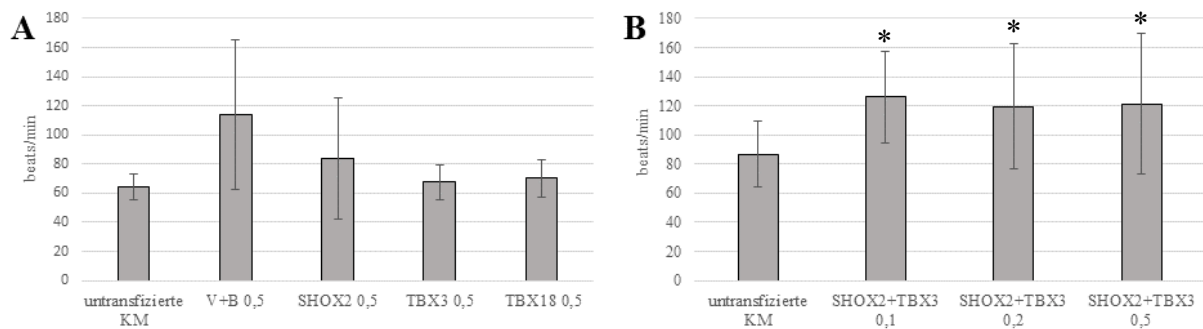 A
180
160
140
120
100
80
60
40
20
0
beats/min
untransfizierte KM
V+B 0,5
SHOX2 0,5
TBX3 0,5
TBX18 0,5
B
180
160
140
120
100
80
60
40
20
0
beats/min
*
*
*
untransfizierte
KM
SHOX2+TBX3
0,1
SHOX2+TBX3
0,2
SHOX2+TBX3
0,5